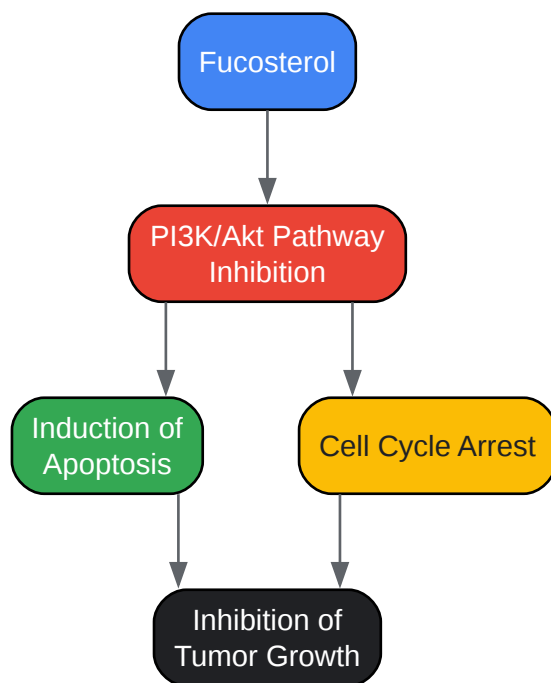 Fucosterol
PI3K/Akt Pathway
Inhibition
Induction of
Apoptosis
Cell Cycle Arrest
Inhibition of
Tumor Growth